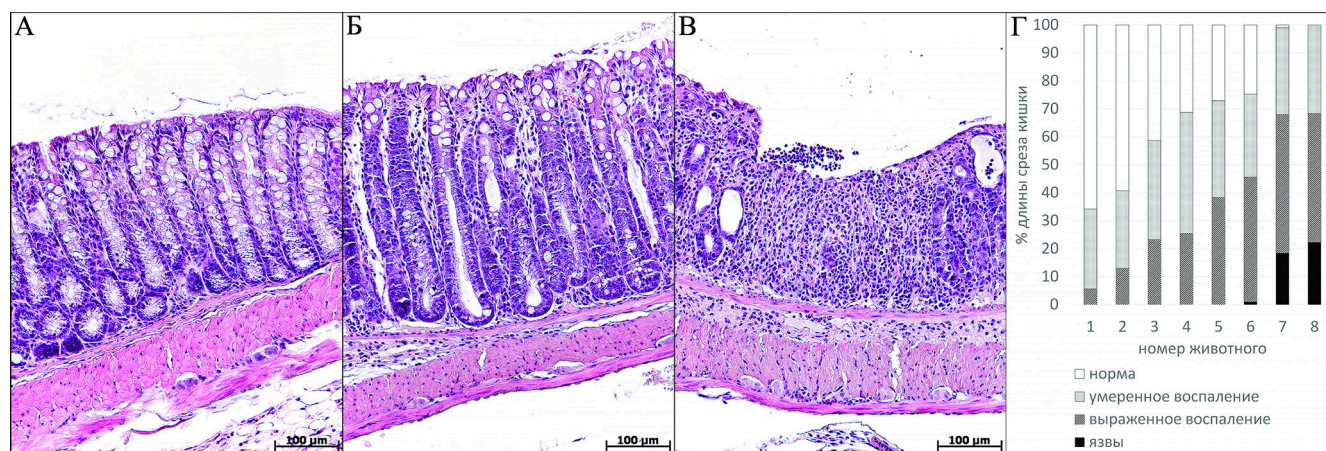 А
Б
В
Г
100 µm
100 µm
100 µm
% длины среза кишки
100
90
80
70
60
50
40
30
20
10
0
1 2 3 4 5 6 7 8
номер животного
норма
умеренное воспаление
выраженное воспаление
язвы